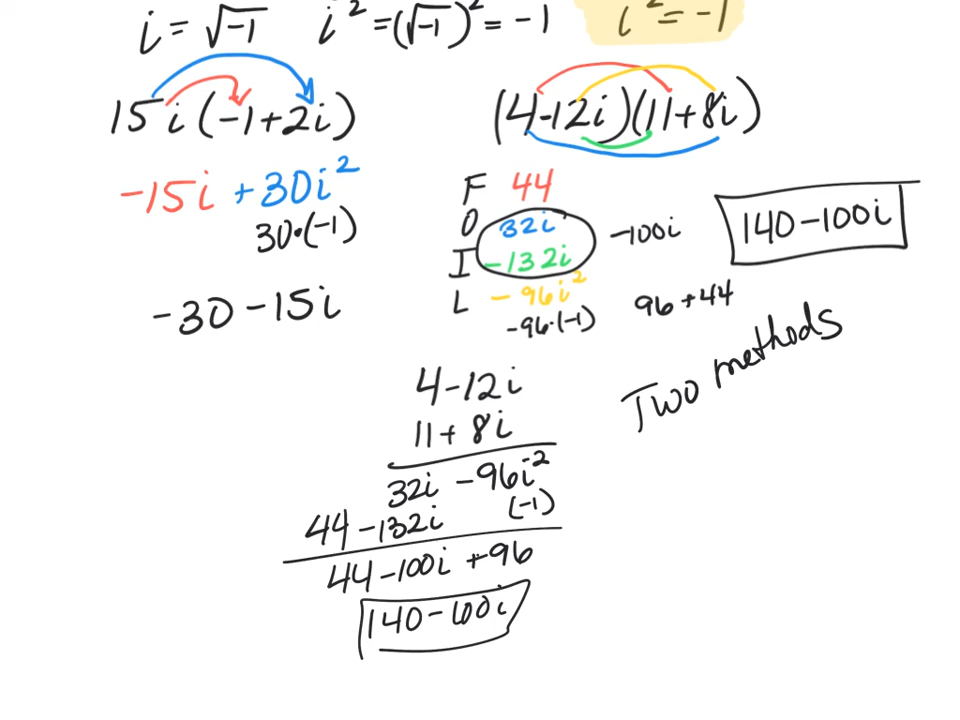 i = √-1 i² = (√-1)² = -1 i² = -1
15i(-1+2i)
-15i +30i²
30•(-1)
-30 -15i
(4-12i)(11+8i)
F 44
O 32i
I -132i
L -96i²
-96•(-1)
-100i
96 +44
140-100i
Two methods
4-12i
11+ 8i
32i -96i²
44 -132i (-1)
44 -100i +96
140-100i